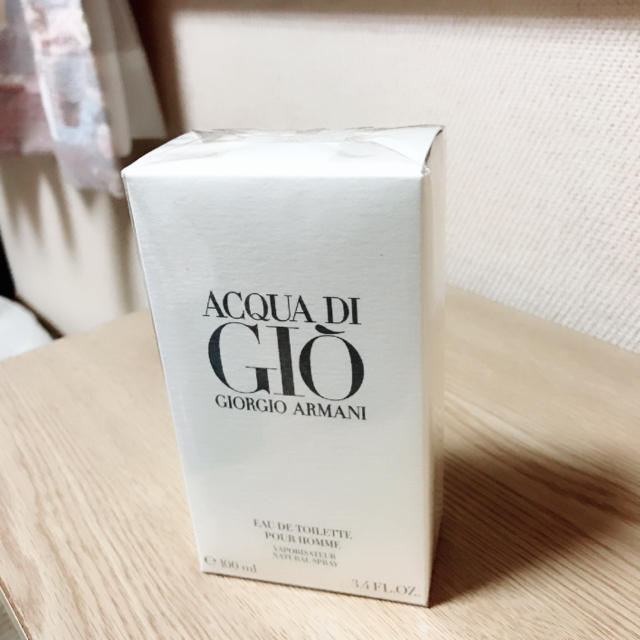 ACQUA DI
GIÒ
GIORGIO ARMANI
EAU DE TOILETTE
POUR HOMME
VAPORISATEUR
NATURAL SPRAY
e 100 ml 3.4 FL.OZ.